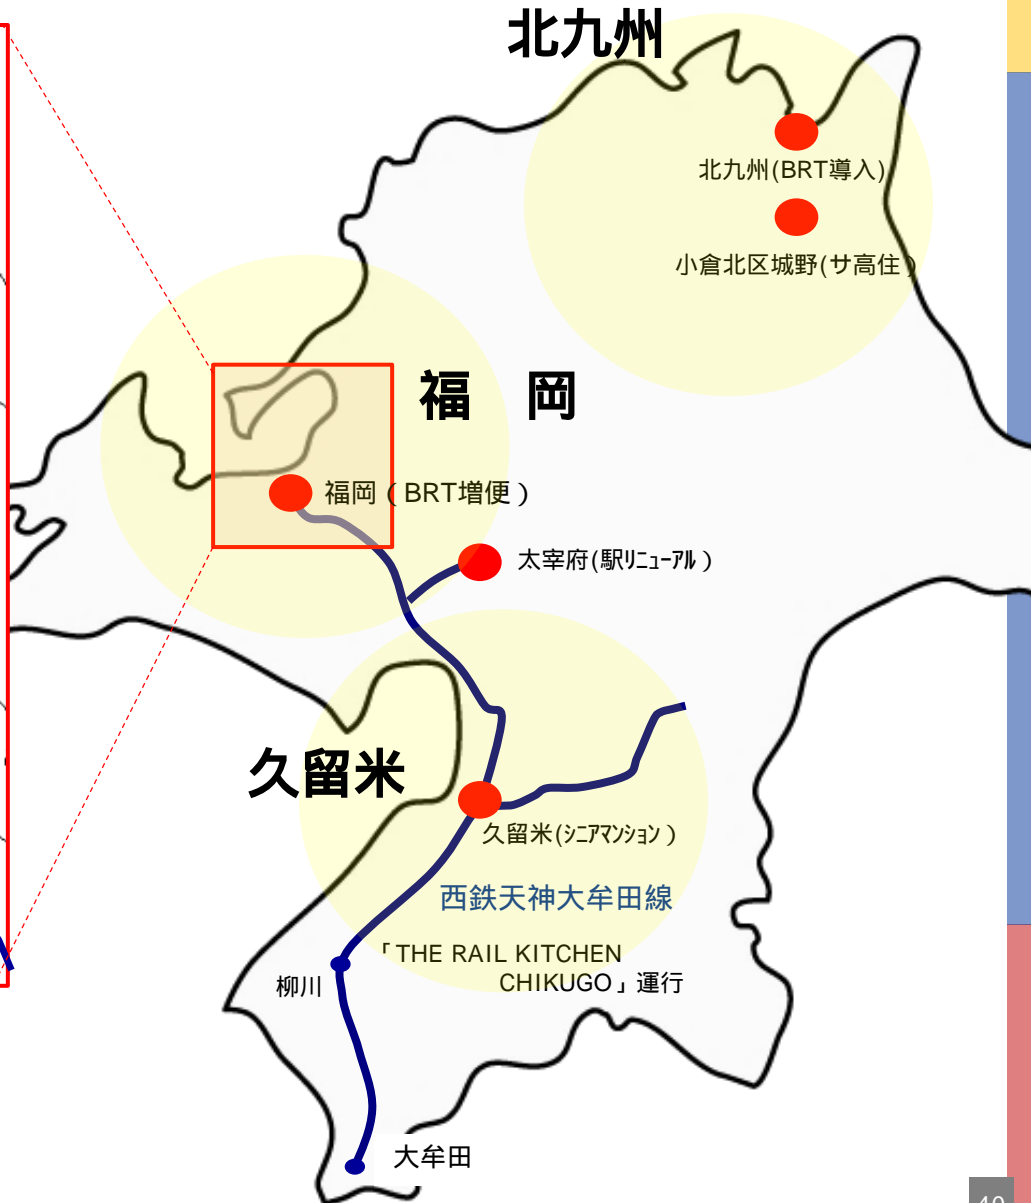 北九州
北九州(BRT導入)
小倉北区城野(サ高住)
福　岡
福岡（BRT増便）
太宰府(駅ﾘﾆｭｰｱﾙ)
久留米
久留米(ｼﾆｱﾏﾝｼｮﾝ)
西鉄天神大牟田線
「THE RAIL KITCHEN
CHIKUGO」運行
柳川
大牟田